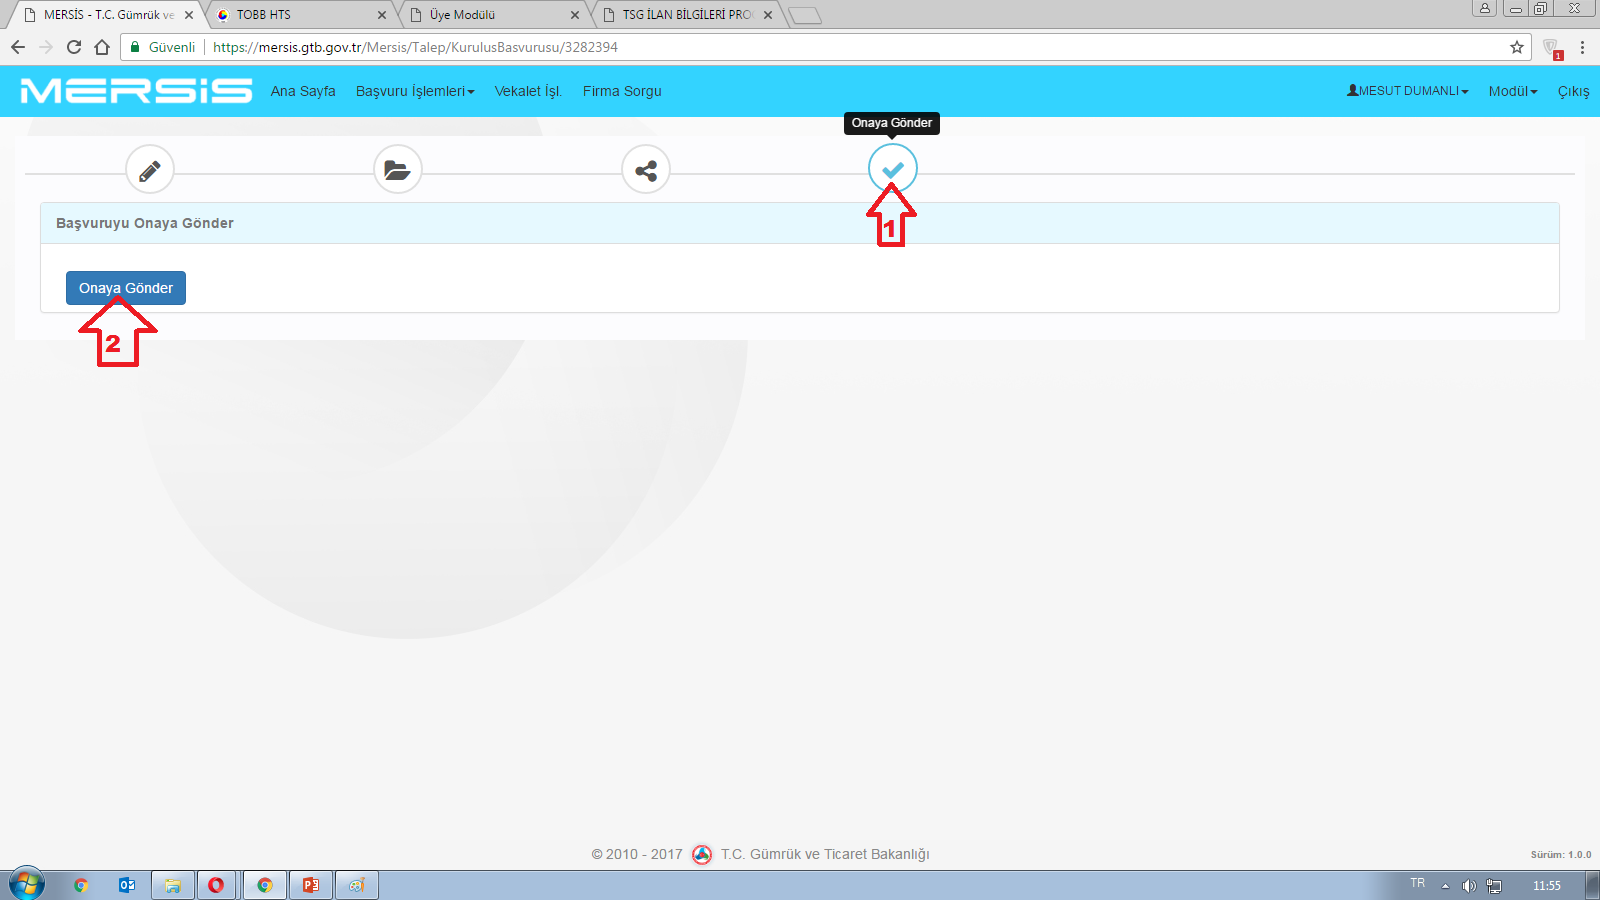 MERSİS - T.C. Gümrük ve
TOBB HTS
Üye Modülü
TSG İLAN BİLGİLERİ PRO
Güvenli
https://mersis.gtb.gov.tr/Mersis/Talep/KurulusBasvurusu/3282394
1
MERSİS
Ana Sayfa
Başvuru İşlemleri
Vekalet İşl.
Firma Sorgu
MESUT DUMANLI
Modül
Çıkış
Onaya Gönder
1
Başvuruyu Onaya Gönder
Onaya Gönder
2
© 2010 - 2017 T.C. Gümrük ve Ticaret Bakanlığı
Sürüm: 1.0.0
TR
11:55